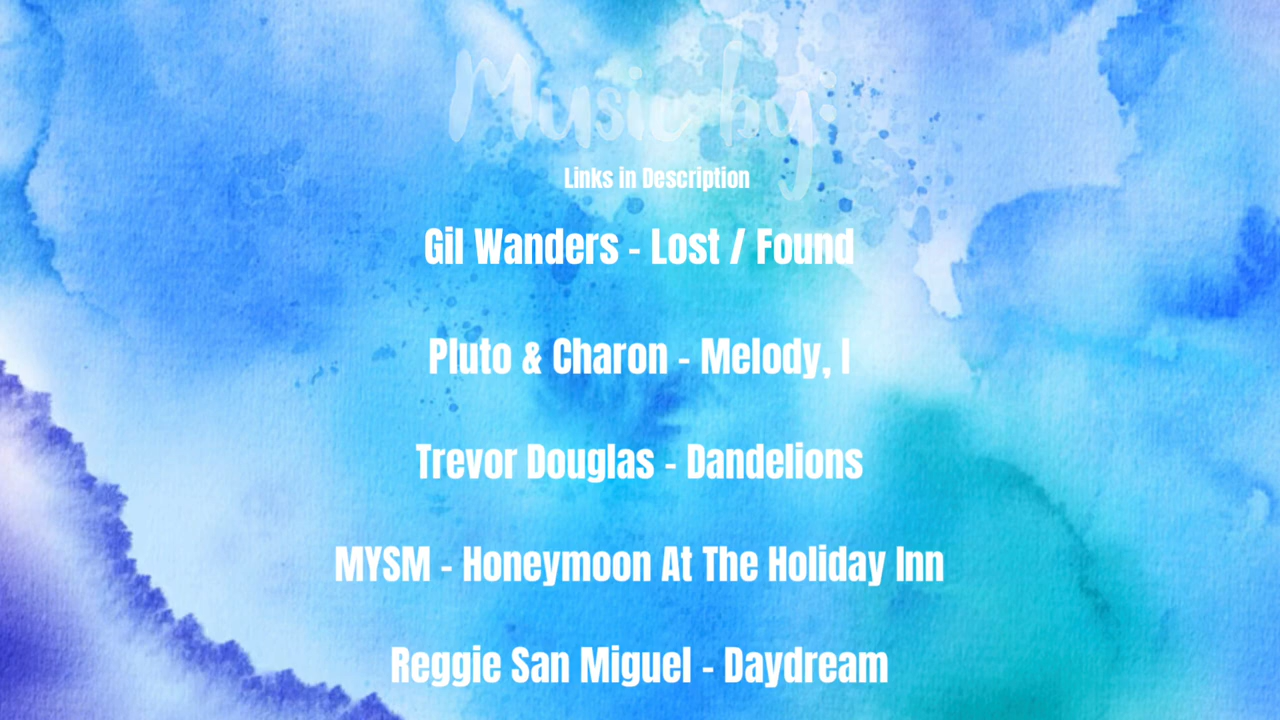 Music by:
Links in Description
Gil Wanders - Lost / Found
Pluto & Charon - Melody, I
Trevor Douglas - Dandelions
MYSM - Honeymoon At The Holiday Inn
Reggie San Miguel - Daydream